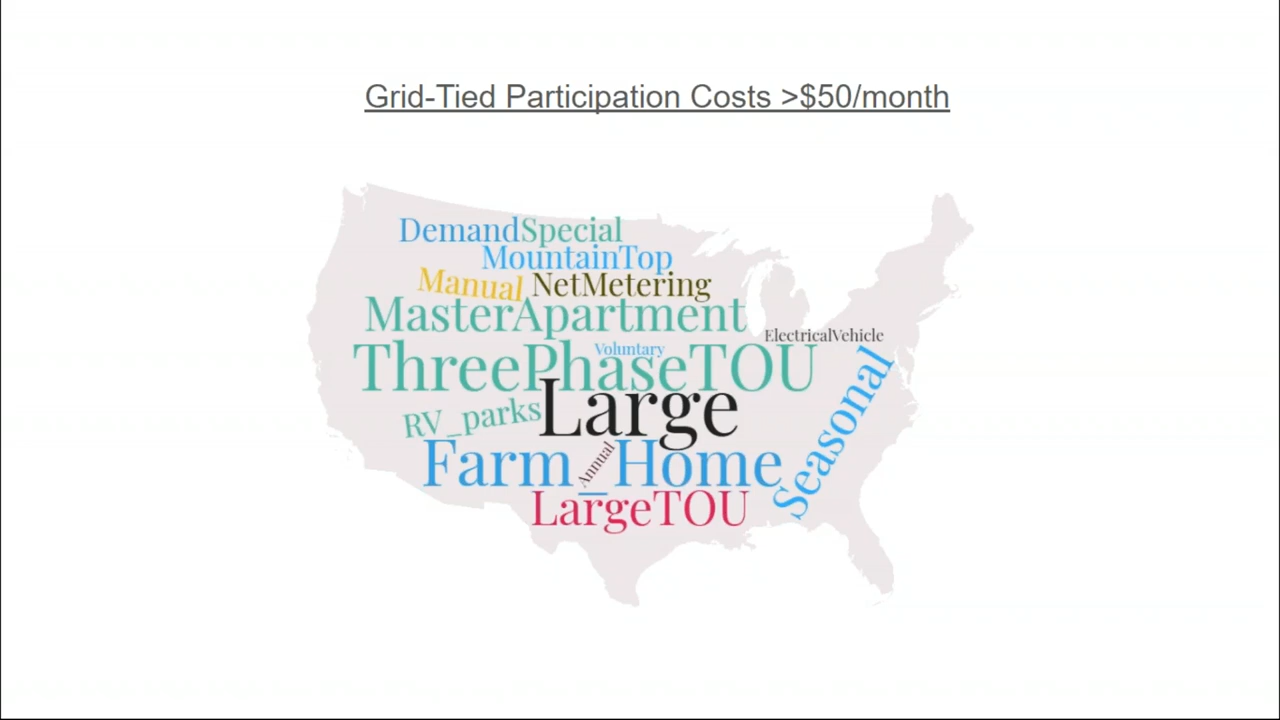 Grid-Tied Participation Costs >$50/month
DemandSpecial
MountainTop
Manual NetMetering
MasterApartment
ElectricalVehicle
Voluntary
ThreePhaseTOU
Large
RV_parks
Seasonal
Farm_Home
Annual
LargeTOU